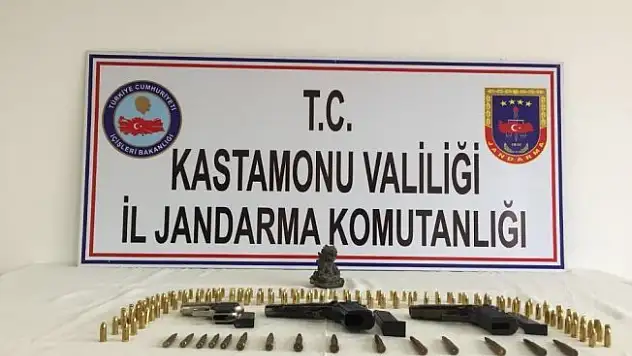 TÜRKİYE CUMHURİYETİ
İÇİŞLERİ BAKANLIĞI
T.C.
KASTAMONU VALİLİĞİ
İL JANDARMA KOMUTANLIĞI
JANDARMA